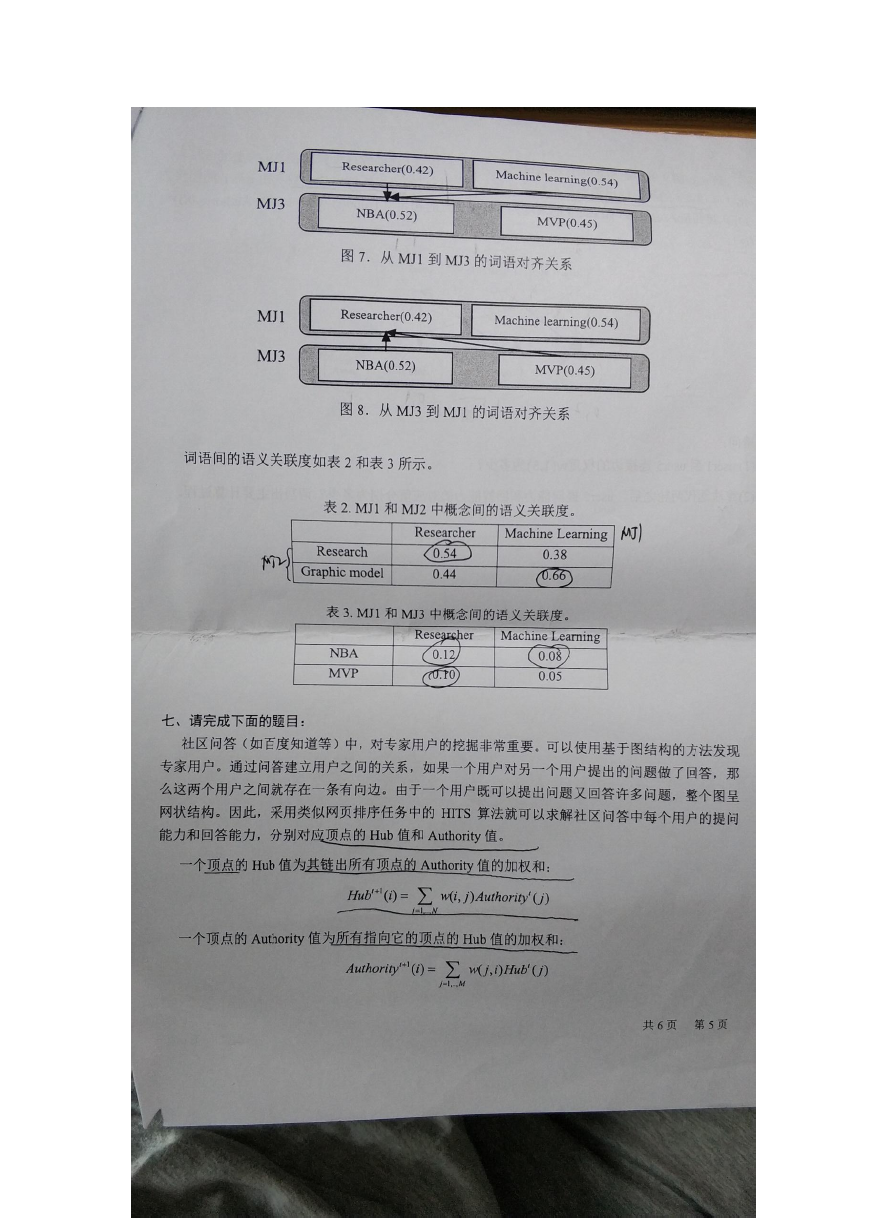 MJ1 Researcher(0.42) Machine learning(0.54)
MJ3 NBA(0.52) MVP(0.45)
图 7. 从 MJ1 到 MJ3 的词语对齐关系
MJ1 Researcher(0.42) Machine learning(0.54)
MJ3 NBA(0.52) MVP(0.45)
图 8. 从 MJ3 到 MJ1 的词语对齐关系
词语间的语义关联度如表 2 和表 3 所示。
表 2. MJ1 和 MJ2 中概念间的语义关联度。
Researcher Machine Learning MJ1
MJ2 Research 0.54 0.38
Graphic model 0.44 0.66
表 3. MJ1 和 MJ3 中概念间的语义关联度。
Researcher Machine Learning
NBA 0.12 0.08
MVP 0.10 0.05
七、请完成下面的题目：
社区问答（如百度知道等）中，对专家用户的挖掘非常重要。可以使用基于图结构的方法发现
专家用户。通过问答建立用户之间的关系，如果一个用户对另一个用户提出的问题做了回答，那
么这两个用户之间就存在一条有向边。由于一个用户既可以提出问题又回答许多问题，整个图呈
网状结构。因此，采用类似网页排序任务中的 HITS 算法就可以求解社区问答中每个用户的提问
能力和回答能力，分别对应顶点的 Hub 值和 Authority 值。
一个顶点的 Hub 值为其链出所有顶点的 Authority 值的加权和：
Hub^{t+1}(i) = ∑_{j=1,..,N} w(i, j)Authority^t(j)
一个顶点的 Authority 值为所有指向它的顶点的 Hub 值的加权和：
Authority^{t+1}(i) = ∑_{j=1,..,M} w(j,i)Hub^t(j)
共 6 页 第 5 页